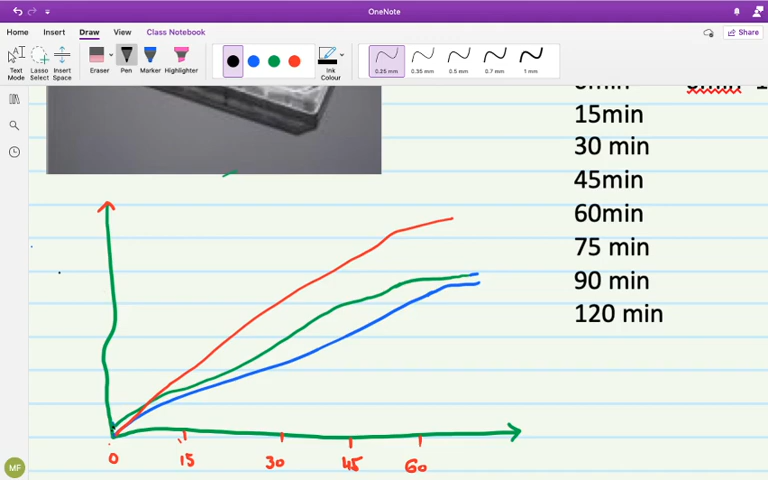 OneNote
Home Insert Draw View Class Notebook
Share
Text Mode
Lasso Select
Insert Space
Eraser
Pen
Marker
Highlighter
Ink Colour
0.25 mm
0.35 mm
0.5 mm
0.7 mm
1 mm
15min
30 min
45min
60min
75 min
90 min
120 min
0 15 30 45 60
MF